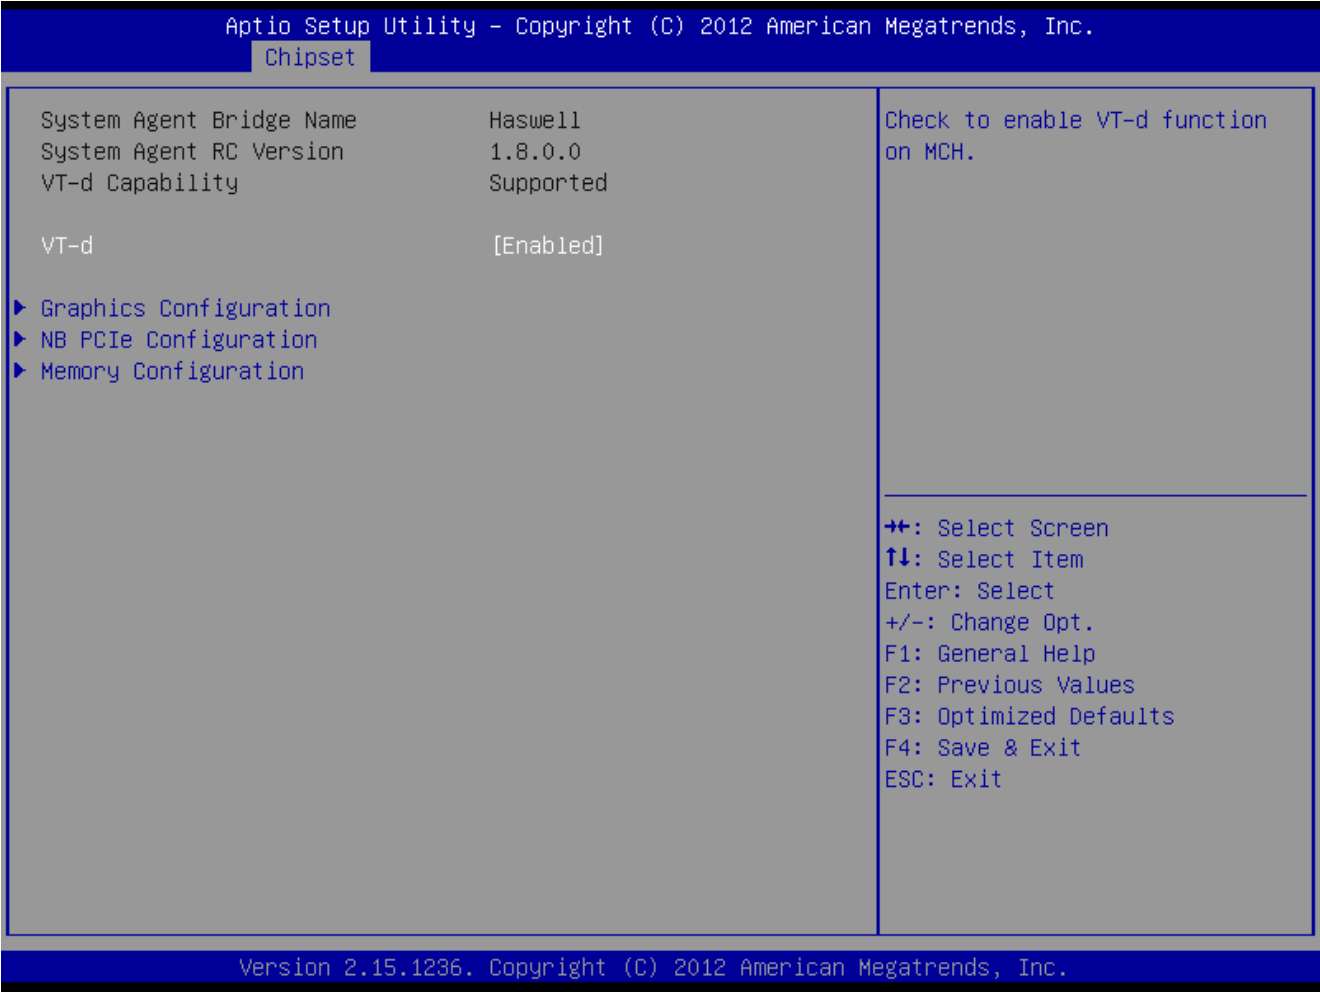 Aptio Setup Utility – Copyright (C) 2012 American Megatrends, Inc.
Chipset
System Agent Bridge Name Haswell
System Agent RC Version 1.8.0.0
VT-d Capability Supported
VT-d [Enabled]
Graphics Configuration
NB PCIe Configuration
Memory Configuration
Check to enable VT-d function
on MCH.
→←: Select Screen
↑↓: Select Item
Enter: Select
+/-: Change Opt.
F1: General Help
F2: Previous Values
F3: Optimized Defaults
F4: Save & Exit
ESC: Exit
Version 2.15.1236. Copyright (C) 2012 American Megatrends, Inc.